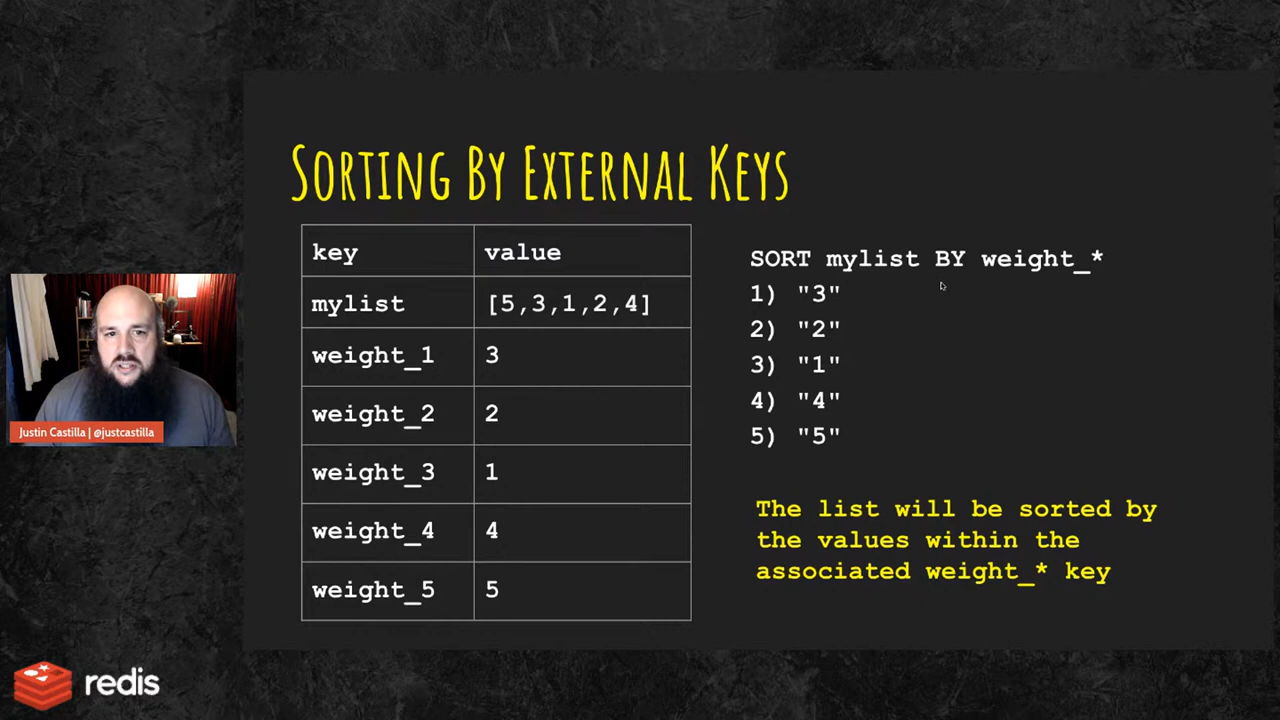 SORTING BY EXTERNAL KEYS
key value
mylist [5,3,1,2,4]
weight_1 3
weight_2 2
weight_3 1
weight_4 4
weight_5 5
SORT mylist BY weight_*
1) "3"
2) "2"
3) "1"
4) "4"
5) "5"
The list will be sorted by
the values within the
associated weight_* key
Justin Castilla | @justcastilla
redis